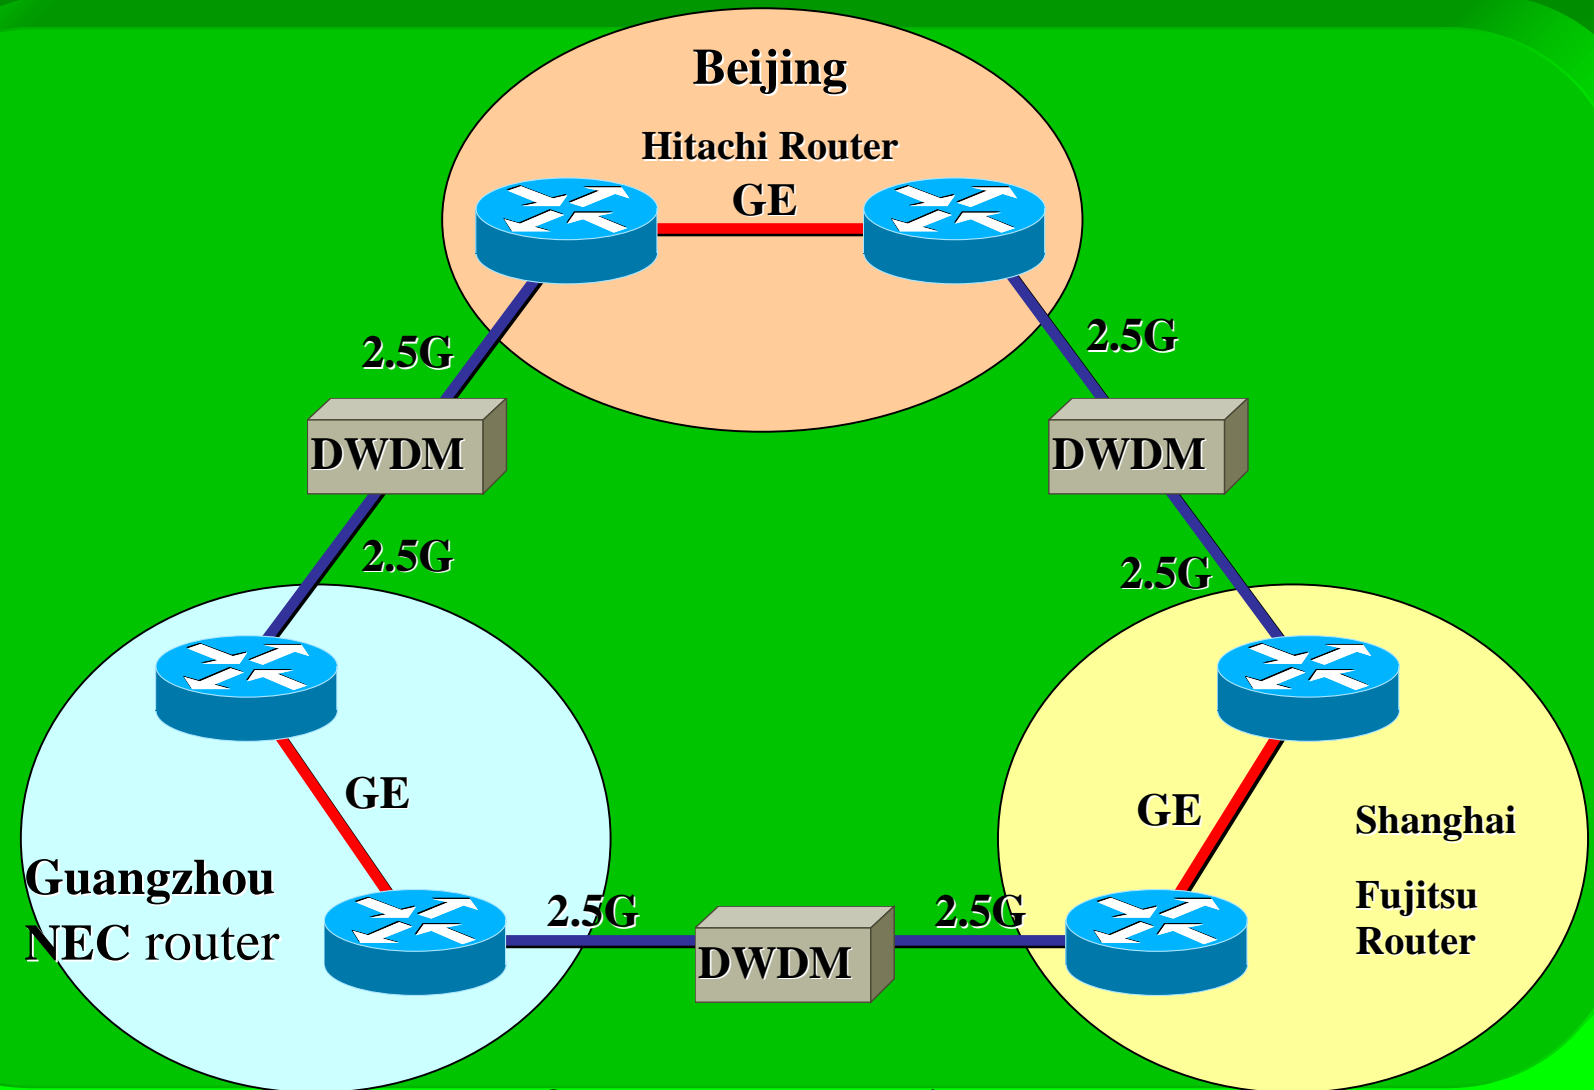 Beijing
Hitachi Router
GE
2.5G
2.5G
DWDM
DWDM
2.5G
2.5G
GE
GE
Shanghai
Guangzhou
NEC router
Fujitsu
Router
2.5G
2.5G
DWDM